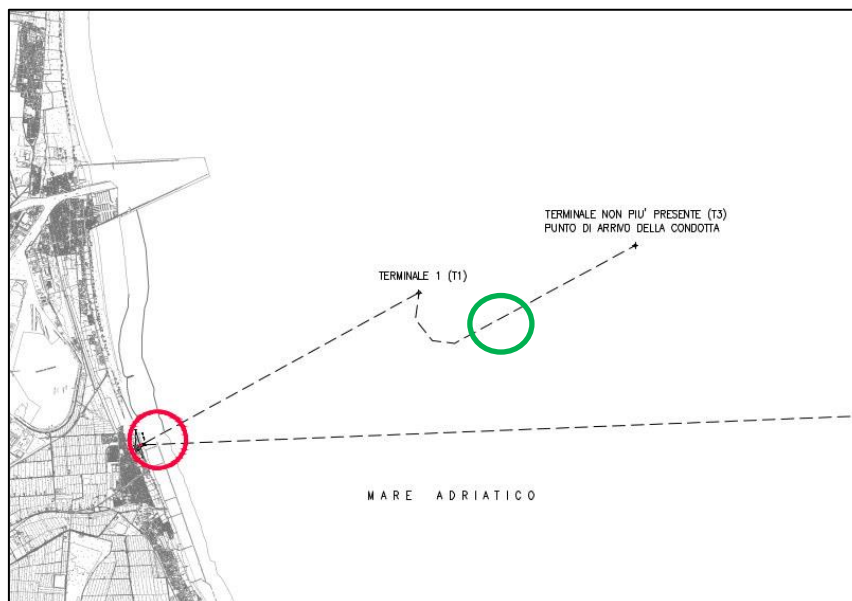 TERMINALE NON PIU' PRESENTE (T3)
PUNTO DI ARRIVO DELLA CONDOTTA
TERMINALE 1 (T1)
MARE ADRIATICO